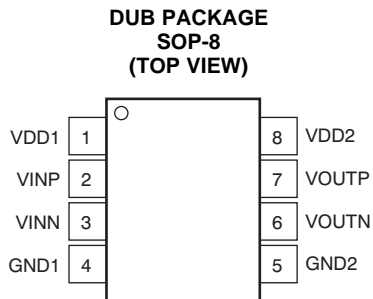 DUB PACKAGE
SOP-8
(TOP VIEW)
VDD1 1 8 VDD2
VINP 2 7 VOUTP
VINN 3 6 VOUTN
GND1 4 5 GND2